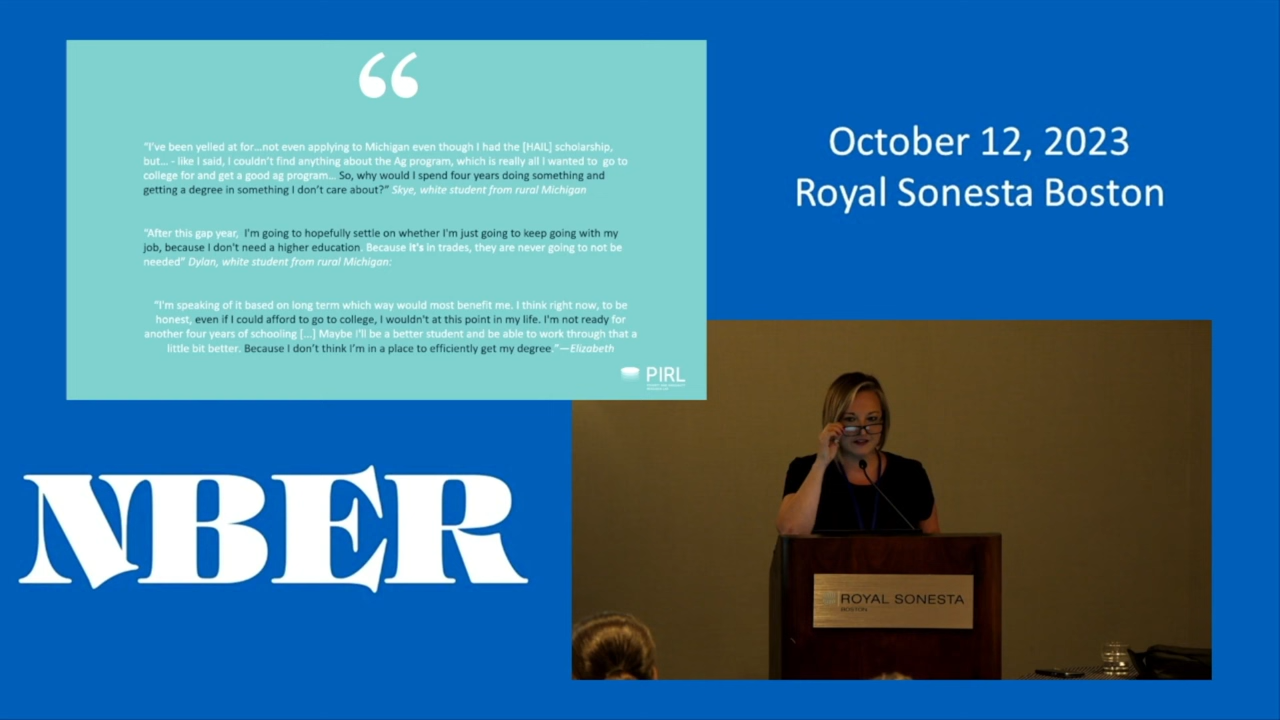 “I've been yelled at for…not even applying to Michigan even though I had the [HAIL] scholarship,
but… - like I said, I couldn't find anything about the Ag program, which is really all I wanted to go to
college for and get a good ag program… So, why would I spend four years doing something and
getting a degree in something I don't care about?” Skye, white student from rural Michigan
“After this gap year, I'm going to hopefully settle on whether I'm just going to keep going with my
job, because I don't need a higher education Because it's in trades, they are never going to not be
needed” Dylan, white student from rural Michigan:
“I'm speaking of it based on long term which way would most benefit me. I think right now, to be
honest, even if I could afford to go to college, I wouldn't at this point in my life. I'm not ready for
another four years of schooling [...] Maybe I'll be a better student and be able to work through that a
little bit better. Because I don't think I'm in a place to efficiently get my degree.”—Elizabeth
PIRL
October 12, 2023
Royal Sonesta Boston
NBER
ROYAL SONESTA
BOSTON